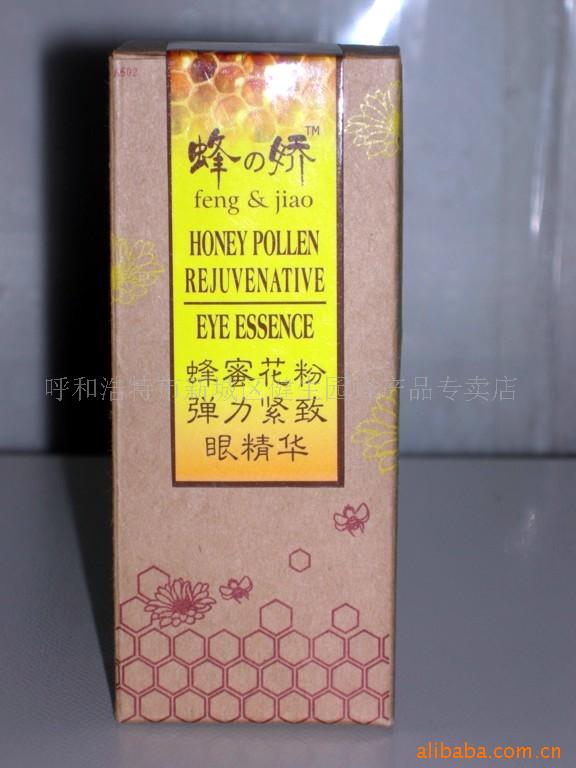 蜂の娇™
feng & jiao
HONEY POLLEN
REJUVENATIVE
EYE ESSENCE
蜂蜜花粉
弹力紧致
眼精华
alibaba.com.cn